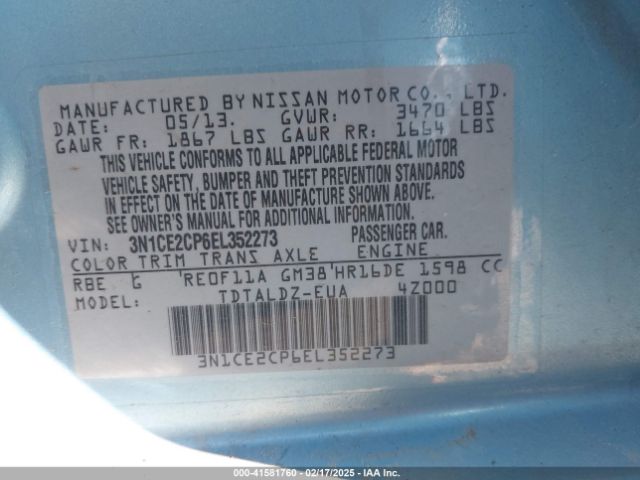 MANUFACTURED BY NISSAN MOTOR CO., LTD.
DATE: 05/13. GVWR: 3470 LBS
GAWR FR: 1867 LBS GAWR RR: 1664 LBS
THIS VEHICLE CONFORMS TO ALL APPLICABLE FEDERAL MOTOR
VEHICLE SAFETY, BUMPER AND THEFT PREVENTION STANDARDS
IN EFFECT ON THE DATE OF MANUFACTURE SHOWN ABOVE.
SEE OWNER'S MANUAL FOR ADDITIONAL INFORMATION.
VIN: 3N1CE2CP6EL352273 PASSENGER CAR.
COLOR TRIM TRANS AXLE ENGINE
RBE G 'RE0F11A GM38'HR16DE 1598 CC
MODEL: TDTALDZ-EUA 4Z000
3N1CE2CP6EL352273
000-41581760 - 02/17/2025 - IAA Inc.